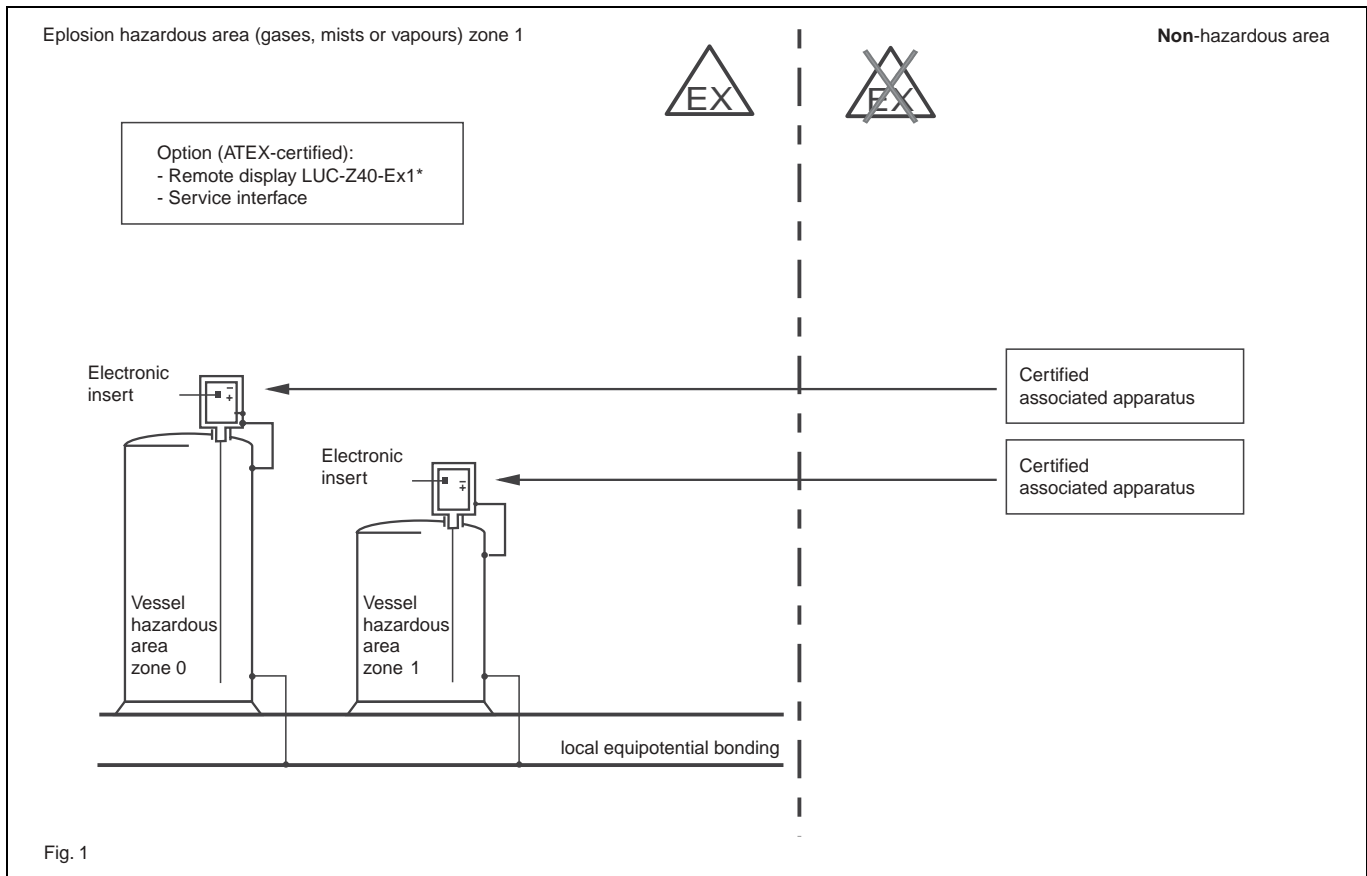 Eplosion hazardous area (gases, mists or vapours) zone 1
Non-hazardous area
EX
EX
Option (ATEX-certified):
- Remote display LUC-Z40-Ex1*
- Service interface
Electronic
insert
- +
Certified
associated apparatus
Electronic
insert
- +
Certified
associated apparatus
Vessel
hazardous
area
zone 0
Vessel
hazardous
area
zone 1
local equipotential bonding
Fig. 1